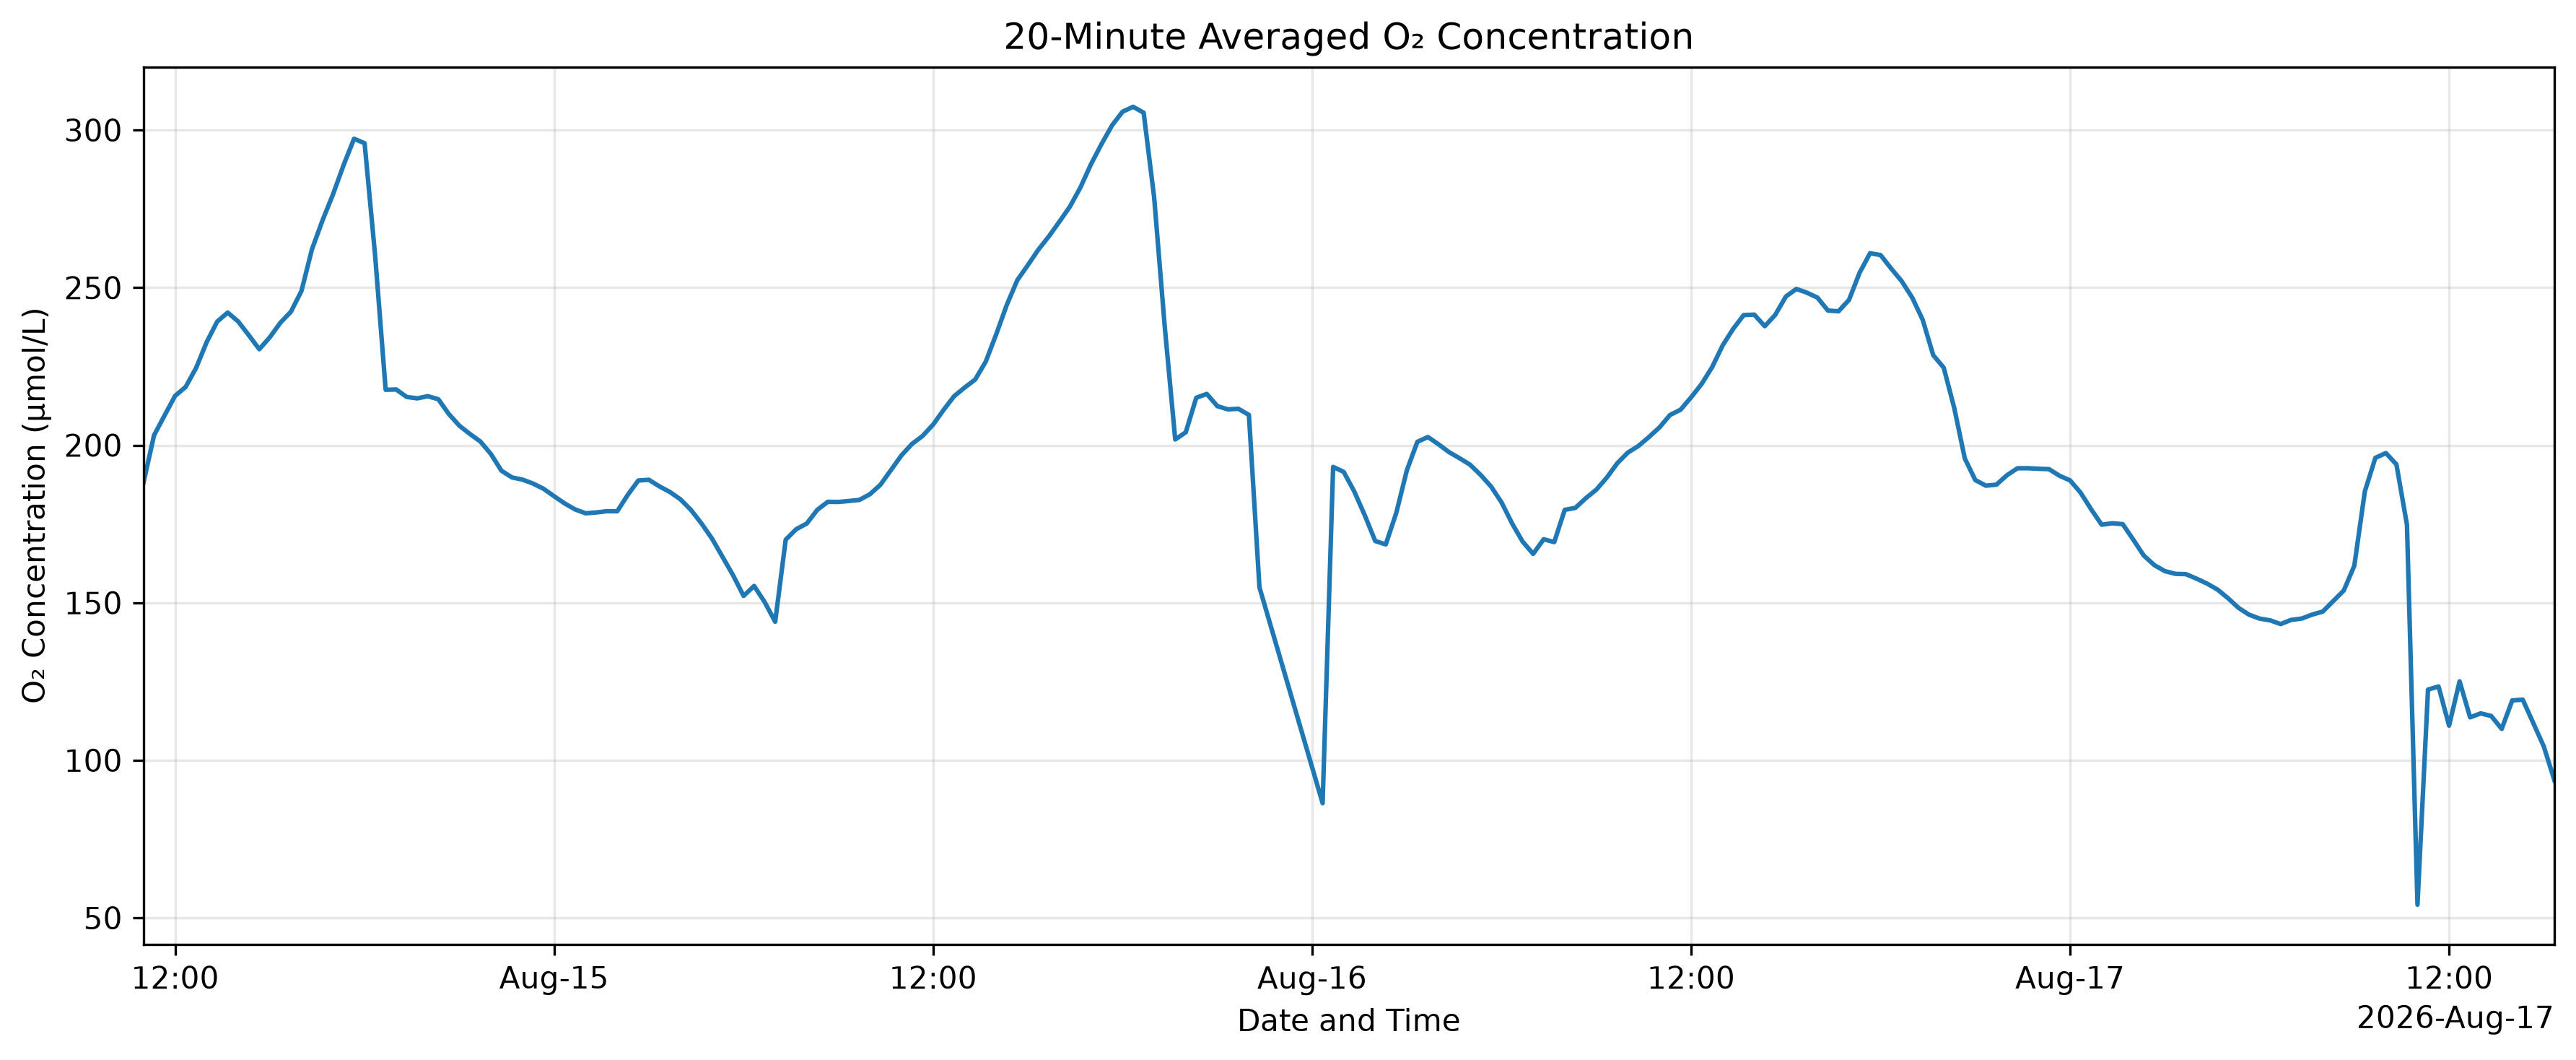 20-Minute Averaged O₂ Concentration
O₂ Concentration (μmol/L)
300
250
200
150
100
50
12:00 Aug-15 12:00 Aug-16 12:00 Aug-17 12:00
2026-Aug-17
Date and Time